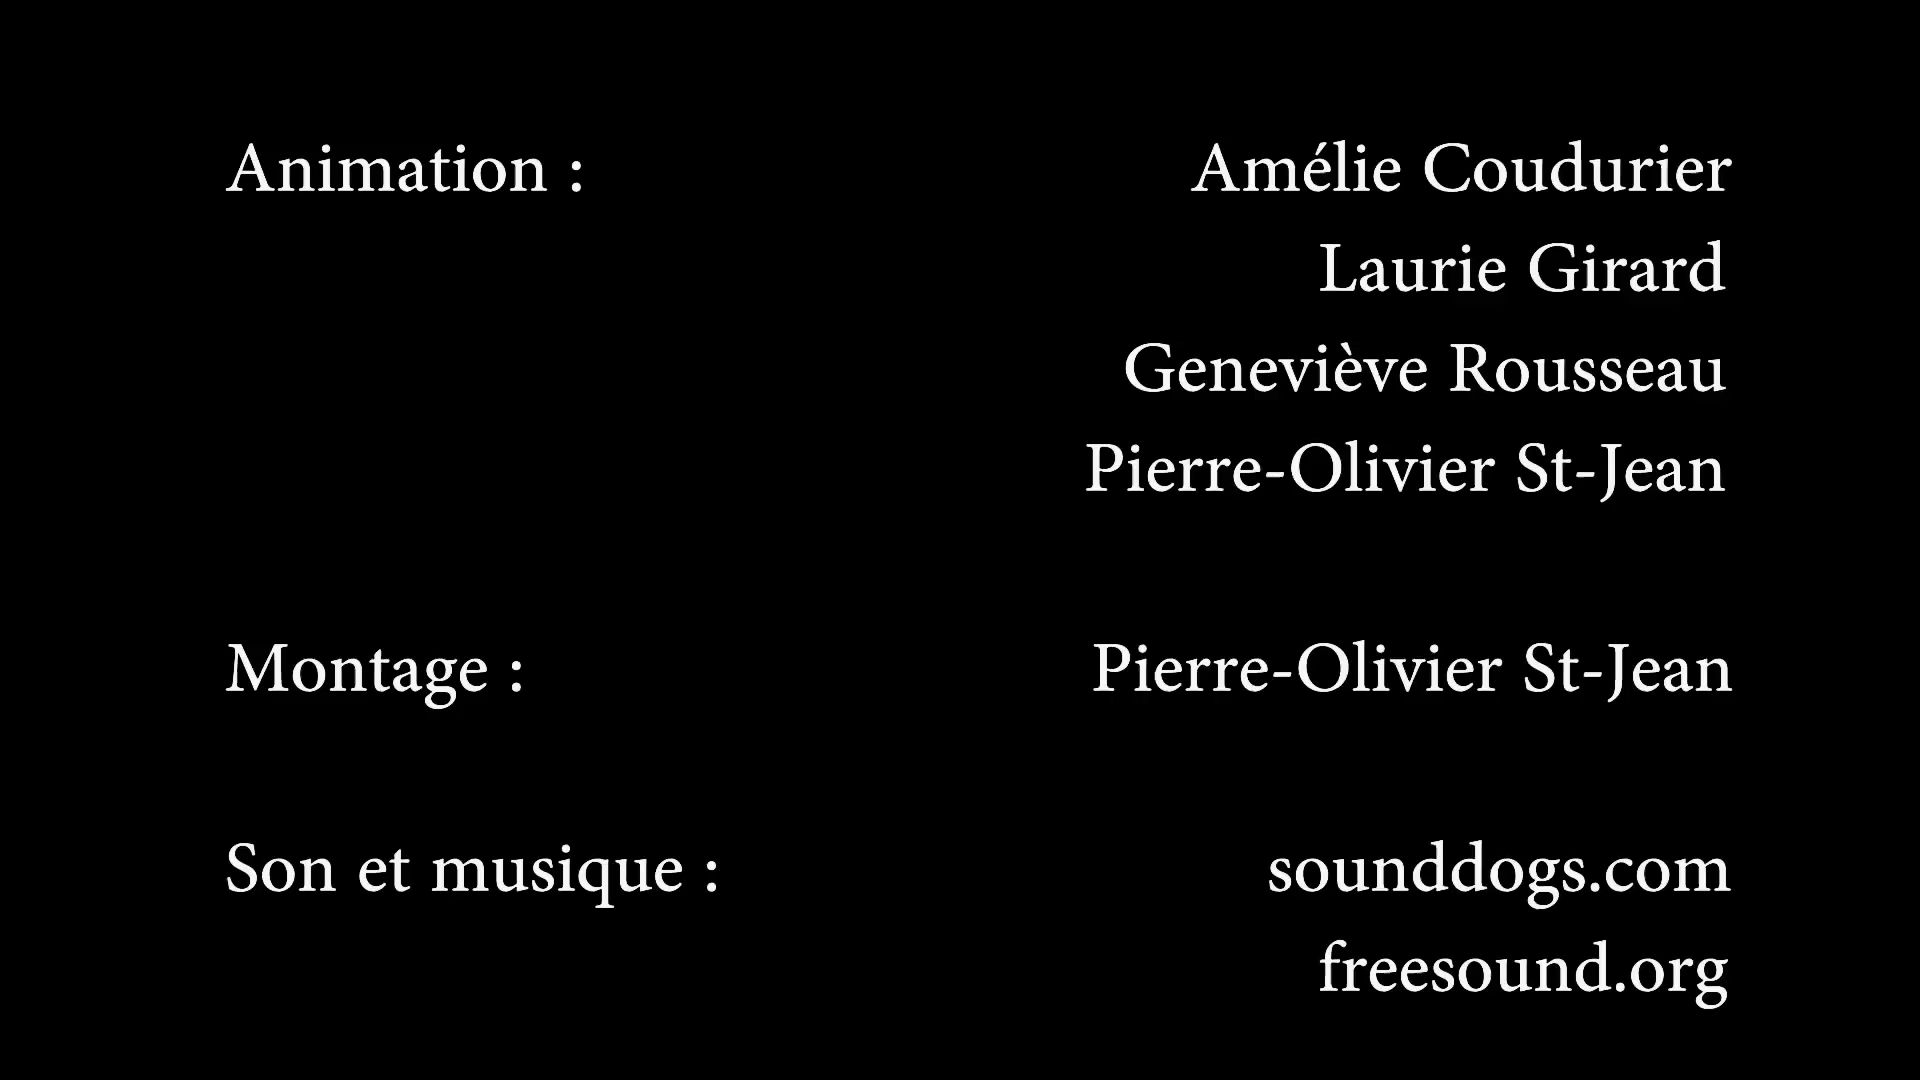 Animation : Amélie Coudurier
Laurie Girard
Geneviève Rousseau
Pierre-Olivier St-Jean
Montage : Pierre-Olivier St-Jean
Son et musique : sounddogs.com
freesound.org